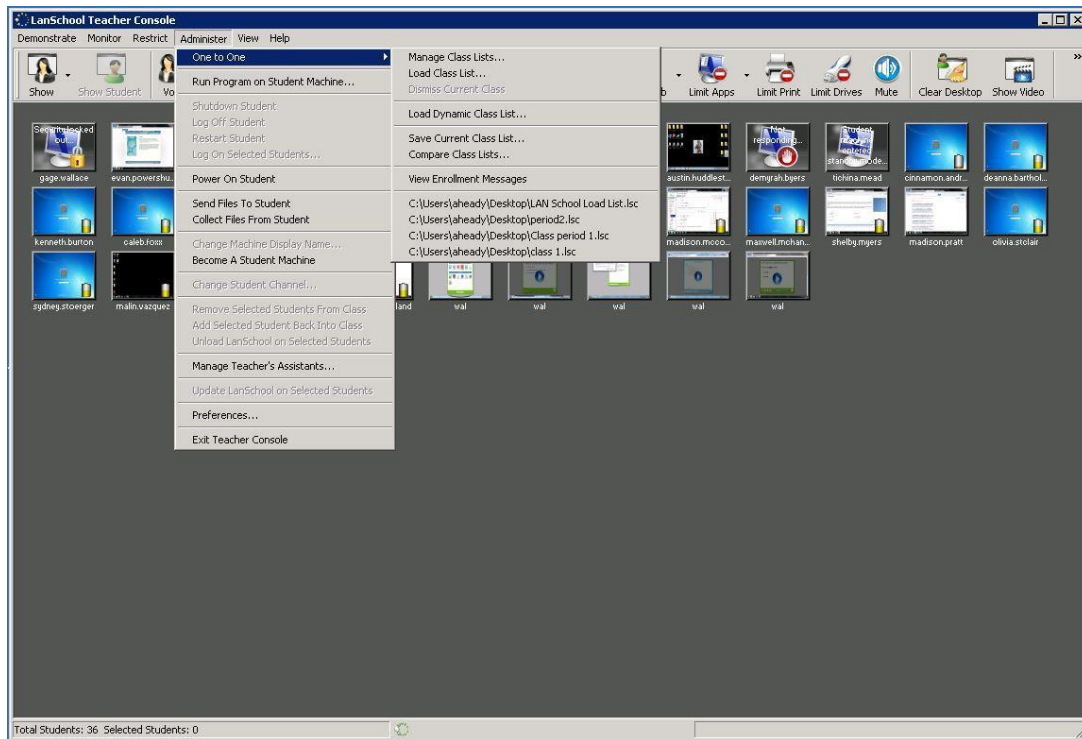 LanSchool Teacher Console
Demonstrate Monitor Restrict Administer View Help
Show
Show Student
Limit Apps
Limit Print
Limit Drives
Mute
Clear Desktop
Show Video
One to One
Run Program on Student Machine...
Shutdown Student
Log Off Student
Restart Student
Log On Selected Students...
Power On Student
Send Files To Student
Collect Files From Student
Change Machine Display Name...
Become A Student Machine
Change Student Channel...
Remove Selected Students From Class
Add Selected Student Back Into Class
Unload LanSchool on Selected Students
Manage Teacher's Assistants...
Update LanSchool on Selected Students
Preferences...
Exit Teacher Console
Manage Class Lists...
Load Class List...
Dismiss Current Class
Load Dynamic Class List...
Save Current Class List...
Compare Class Lists...
View Enrollment Messages
C:\Users\aheady\Desktop\LAN School Load List.lsc
C:\Users\aheady\Desktop\period2.lsc
C:\Users\aheady\Desktop\Class period 1.lsc
C:\Users\aheady\Desktop\class 1.lsc
gage.wallace
evan.powershu...
austin.huddlest...
Not
responding...
demyrah.byers
Student
entered
tichina.mead
cinnamon.andr...
deanna.barthol...
kenneth.burton
caleb.foxx
madison.mcco...
maxwell.mchan...
shelby.myers
madison.pratt
olivia.stclair
sydney.stoerger
malin.vazquez
land
wal
wal
wal
wal
wal
Total Students: 36 Selected Students: 0